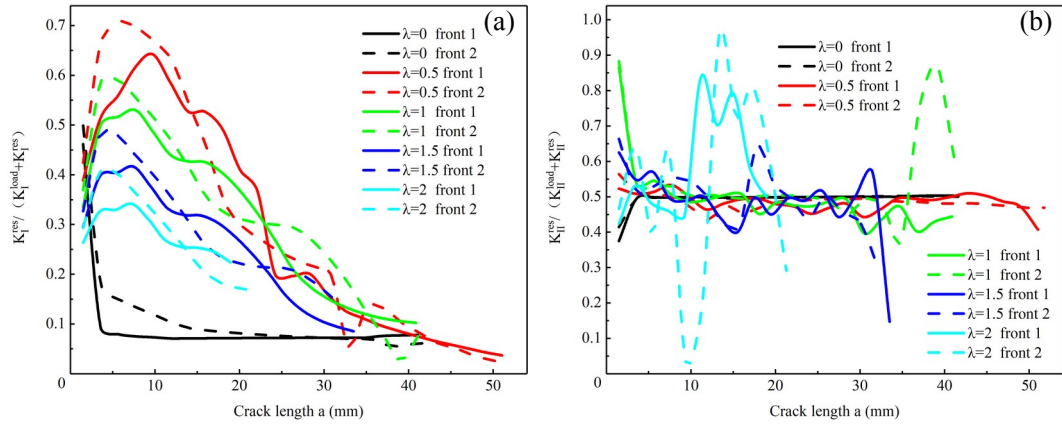 (a)
0.7
0.6
0.5
0.4
0.3
0.2
0.1
0
0
10
20
30
40
50
Crack length a (mm)
K_I^res/（K_I^load+K_I^res）
λ=0 front 1
λ=0 front 2
λ=0.5 front 1
λ=0.5 front 2
λ=1 front 1
λ=1 front 2
λ=1.5 front 1
λ=1.5 front 2
λ=2 front 1
λ=2 front 2
(b)
1.0
0.9
0.8
0.7
0.6
0.5
0.4
0.3
0.2
0.1
0.0
0
10
20
30
40
50
Crack length a (mm)
K_II^res/（K_II^load+K_II^res）
λ=0 front 1
λ=0 front 2
λ=0.5 front 1
λ=0.5 front 2
λ=1 front 1
λ=1 front 2
λ=1.5 front 1
λ=1.5 front 2
λ=2 front 1
λ=2 front 2